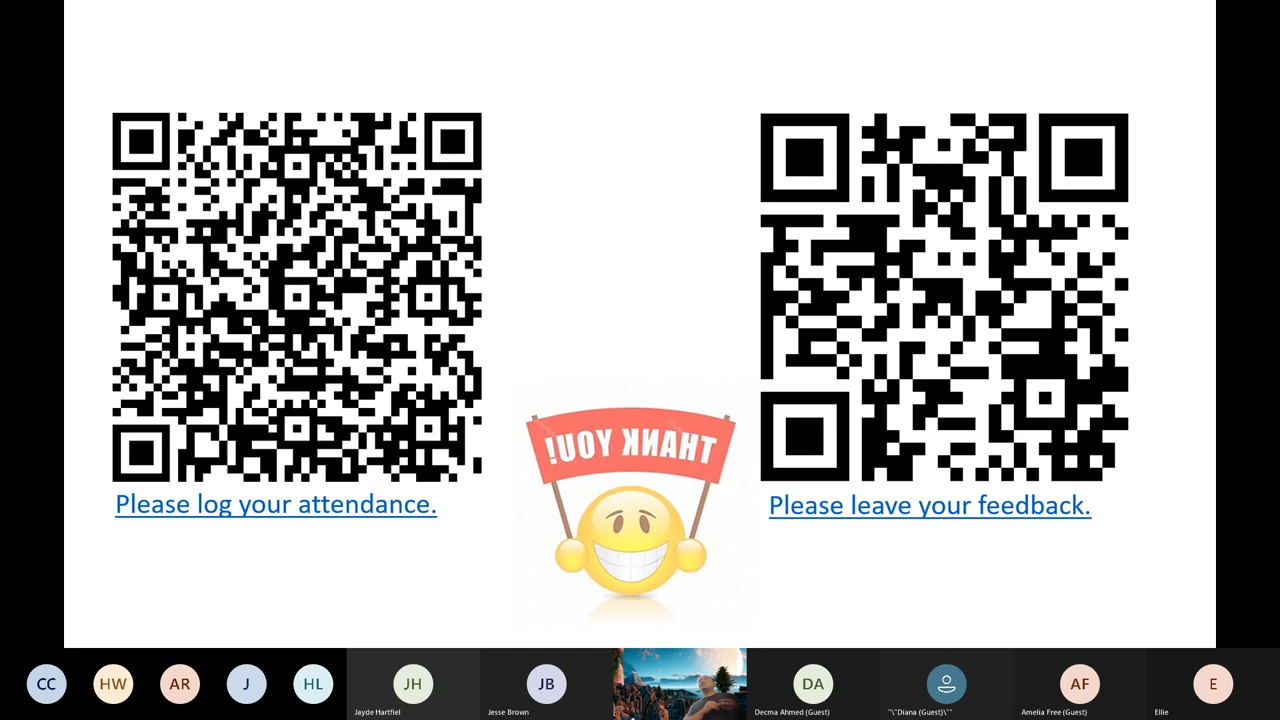 THANK YOU!
Please log your attendance.
Please leave your feedback.
CC
HW
AR
J
HL
JH
JB
DA
AF
E
Jayde Hartfiel
Jesse Brown
Decma Ahmed (Guest)
"\"Diana (Guest)\""
Amelia Free (Guest)
Ellie